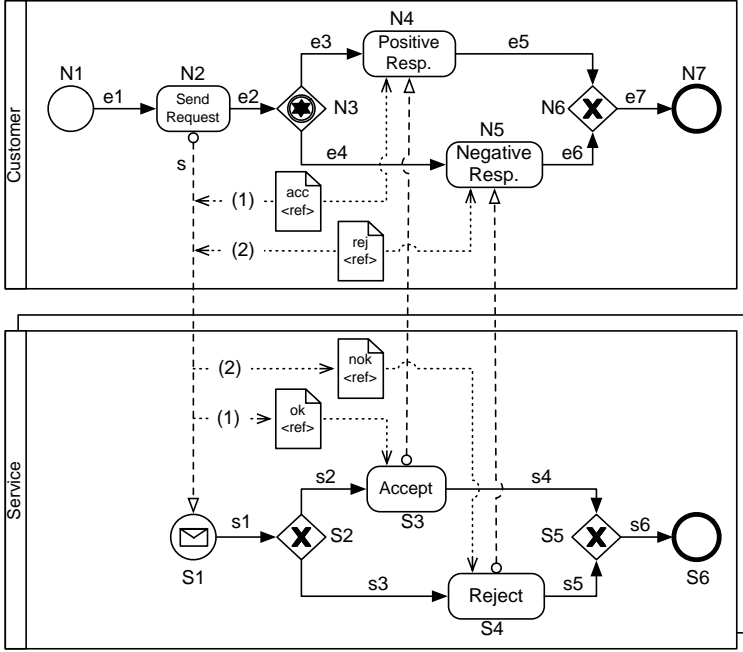 N4
e3
Positive
Resp.
e5
N1
N2
N7
e1
Send
Request
e2
N3
N6
e7
N5
e4
Negative
Resp.
e6
s
Customer
(1)
acc
<ref>
(2)
rej
<ref>
(2)
nok
<ref>
(1)
ok
<ref>
Service
s2
Accept
s4
S3
s1
S2
S5
s6
S1
S6
s3
Reject
s5
S4